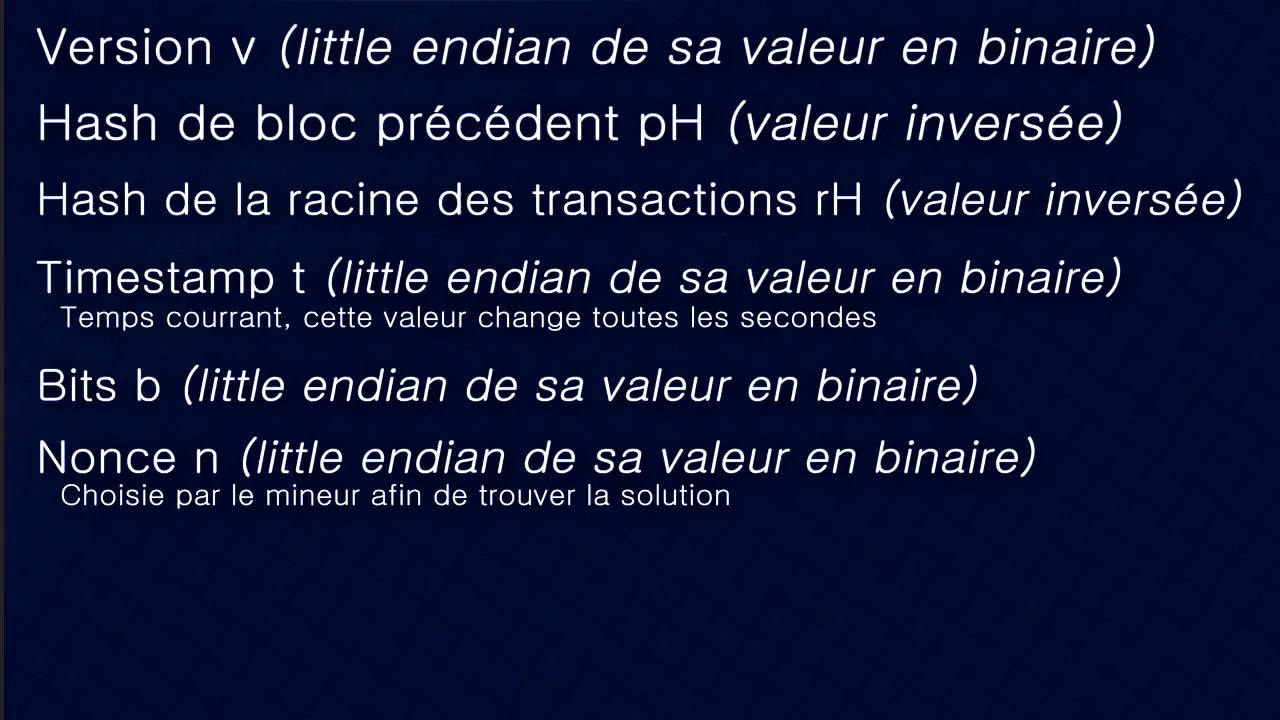 Version v (little endian de sa valeur en binaire)
Hash de bloc précédent pH (valeur inversée)
Hash de la racine des transactions rH (valeur inversée)
Timestamp t (little endian de sa valeur en binaire)
Temps courrant, cette valeur change toutes les secondes
Bits b (little endian de sa valeur en binaire)
Nonce n (little endian de sa valeur en binaire)
Choisie par le mineur afin de trouver la solution